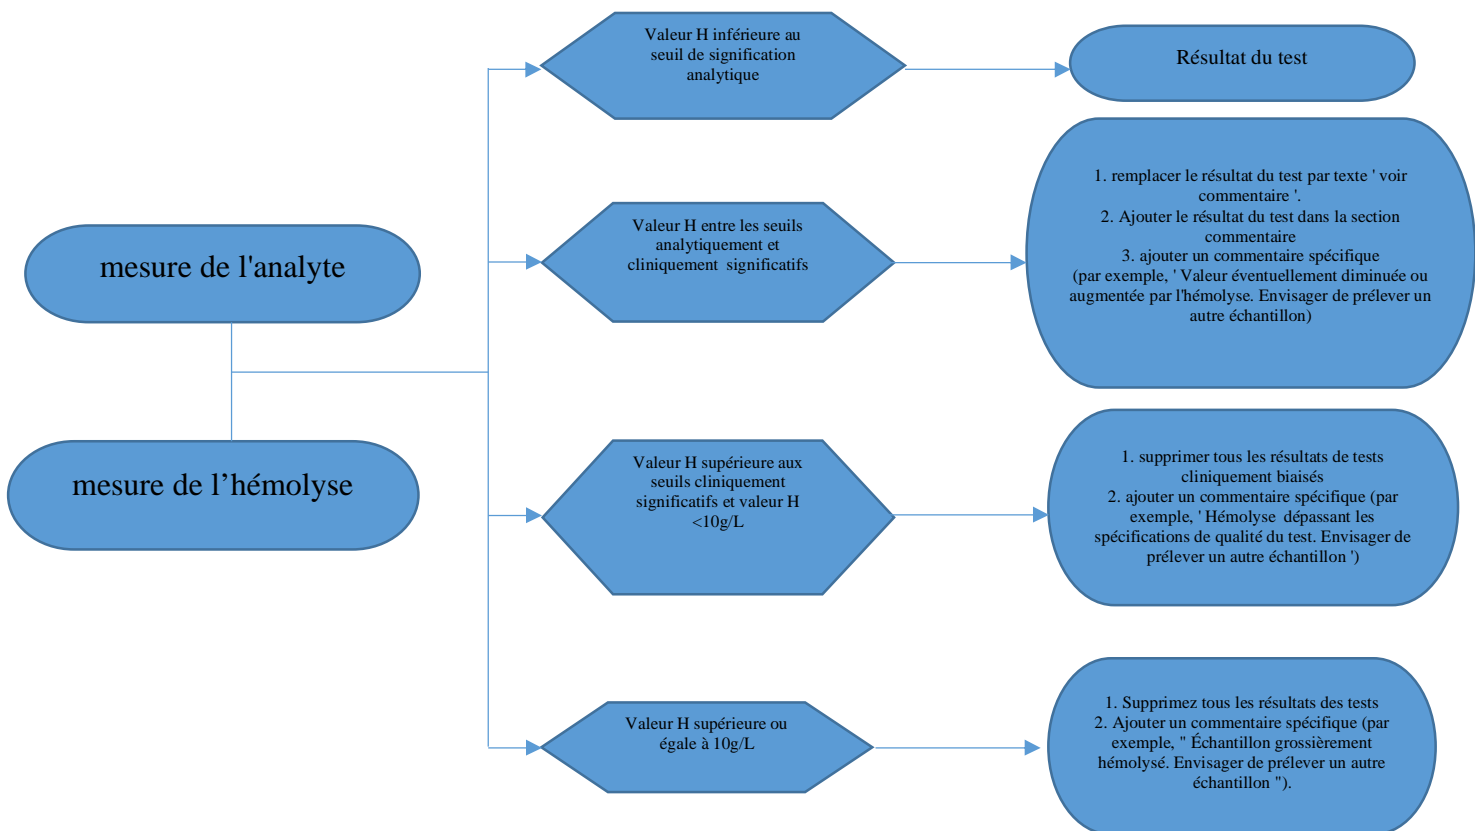 mesure de l'analyte
mesure de l’hémolyse
Valeur H inférieure au
seuil de signification
analytique
Résultat du test
Valeur H entre les seuils
analytiquement et
cliniquement significatifs
1. remplacer le résultat du test par texte ' voir
commentaire '.
2. Ajouter le résultat du test dans la section
commentaire
3. ajouter un commentaire spécifique
(par exemple, ' Valeur éventuellement diminuée ou
augmentée par l'hémolyse. Envisager de prélever un
autre échantillon)
Valeur H supérieure aux
seuils cliniquement
significatifs et valeur H
<10g/L
1. supprimer tous les résultats de tests
cliniquement biaisés
2. ajouter un commentaire spécifique (par
exemple, ' Hémolyse dépassant les
spécifications de qualité du test. Envisager de
prélever un autre échantillon ')
Valeur H supérieure ou
égale à 10g/L
1. Supprimez tous les résultats des tests
2. Ajouter un commentaire spécifique (par
exemple, " Échantillon grossièrement
hémolysé. Envisager de prélever un autre
échantillon ").